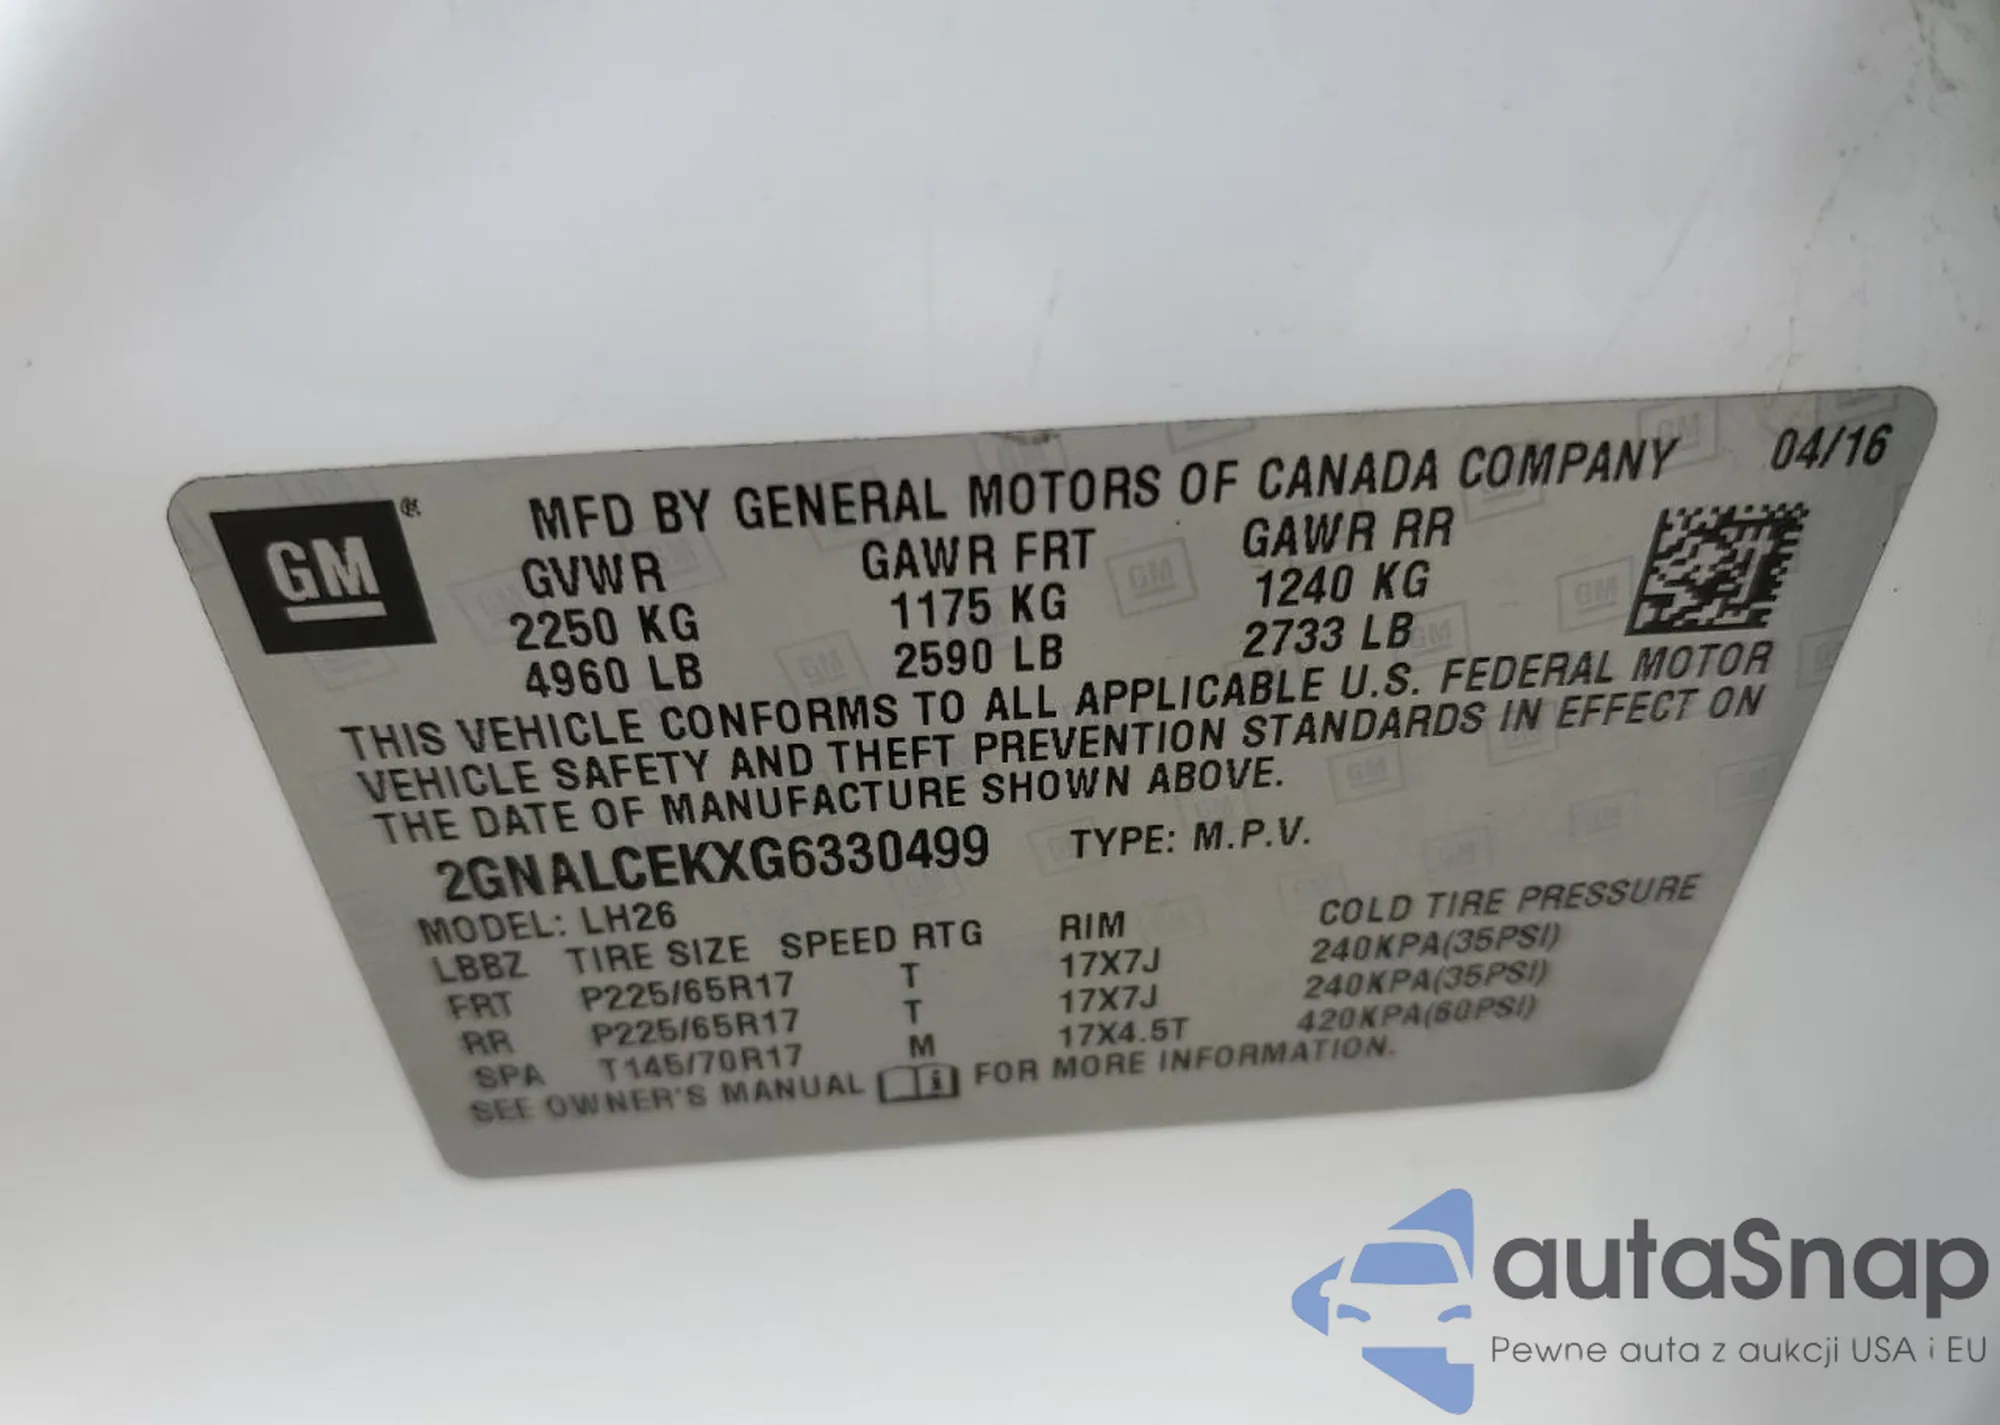 GM ®
MFD BY GENERAL MOTORS OF CANADA COMPANY 04/16
GVWR GAWR FRT GAWR RR
2250 KG 1175 KG 1240 KG
4960 LB 2590 LB 2733 LB
THIS VEHICLE CONFORMS TO ALL APPLICABLE U.S. FEDERAL MOTOR
VEHICLE SAFETY AND THEFT PREVENTION STANDARDS IN EFFECT ON
THE DATE OF MANUFACTURE SHOWN ABOVE.
2GNALCEKXG6330499 TYPE: M.P.V.
MODEL: LH26
LBBZ TIRE SIZE SPEED RTG RIM COLD TIRE PRESSURE
FRT P225/65R17 T 17X7J 240KPA(35PSI)
RR P225/65R17 T 17X7J 240KPA(35PSI)
SPA T145/70R17 M 17X4.5T 420KPA(60PSI)
SEE OWNER'S MANUAL FOR MORE INFORMATION.
autaSnap
Pewne auta z aukcji USA i EU